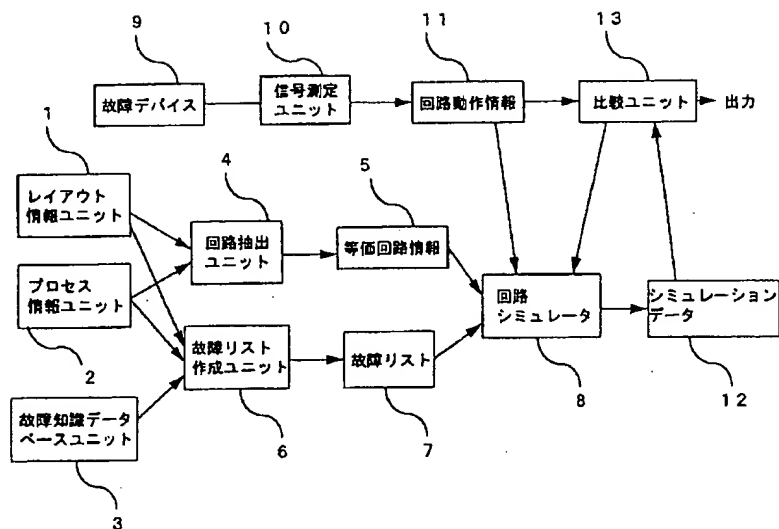 9
10
11
13
故障デバイス
信号測定
ユニット
回路動作情報
比較ユニット
出力
1
4
5
レイアウト
情報ユニット
回路抽出
ユニット
等価回路情報
プロセス
情報ユニット
回路
シミュレータ
シミュレーション
データ
2
故障リスト
作成ユニット
故障リスト
8
12
故障知識データ
ベースユニット
6
7
3